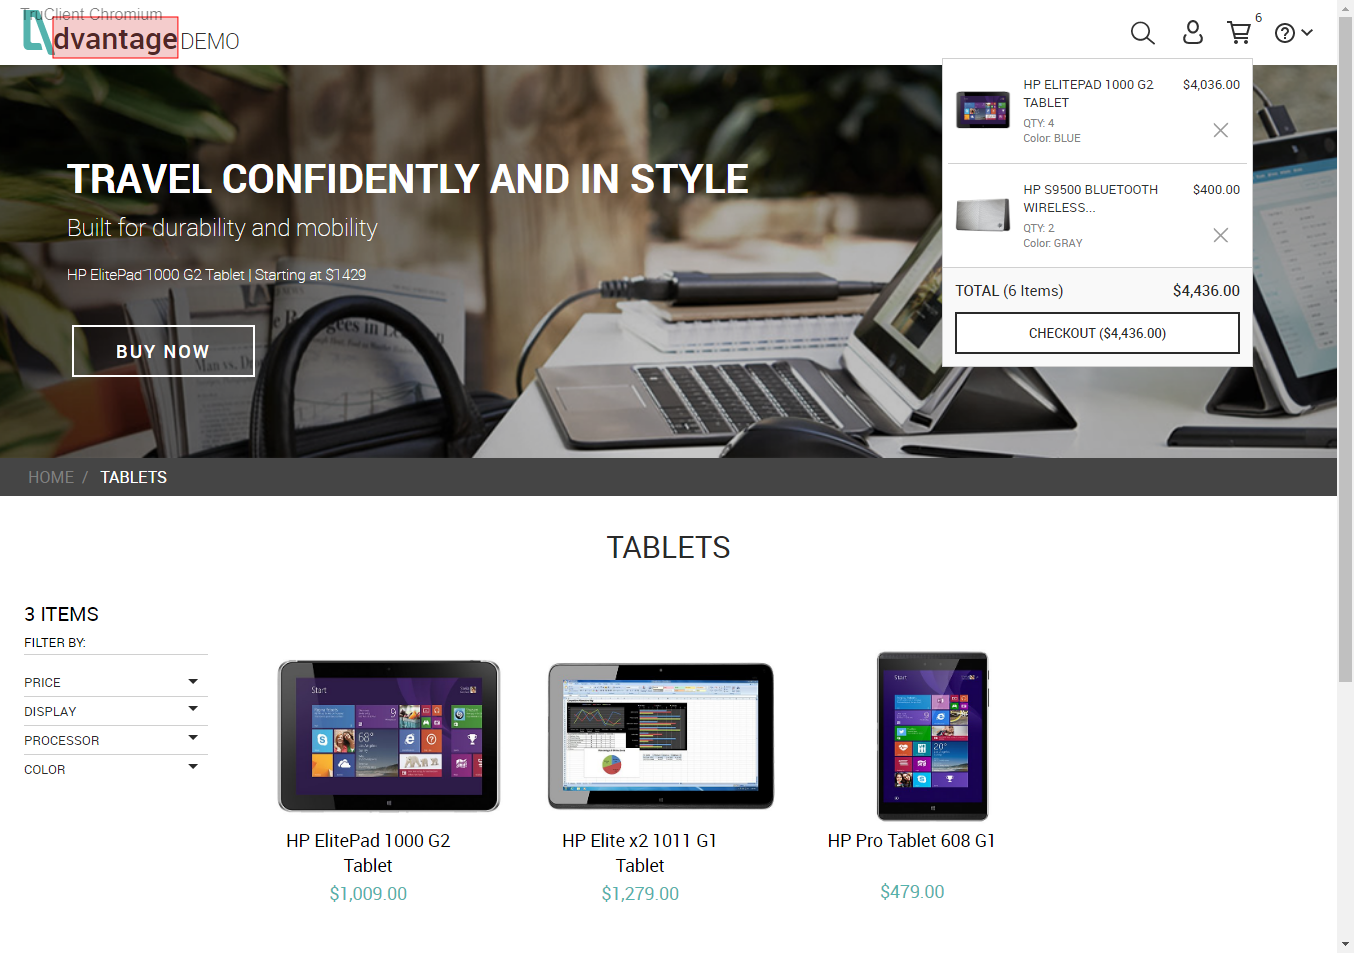 TruClient Chromium
dvantage DEMO
6
HP ELITEPAD 1000 G2 TABLET
$4,036.00
QTY: 4
Color: BLUE
HP S9500 BLUETOOTH WIRELESS...
$400.00
QTY: 2
Color: GRAY
TOTAL (6 Items)
$4,436.00
CHECKOUT ($4,436.00)
TRAVEL CONFIDENTLY AND IN STYLE
Built for durability and mobility
HP ElitePad 1000 G2 Tablet | Starting at $1429
BUY NOW
HOME / TABLETS
TABLETS
3 ITEMS
FILTER BY:
PRICE
DISPLAY
PROCESSOR
COLOR
HP ElitePad 1000 G2
Tablet
$1,009.00
HP Elite x2 1011 G1
Tablet
$1,279.00
HP Pro Tablet 608 G1
$479.00